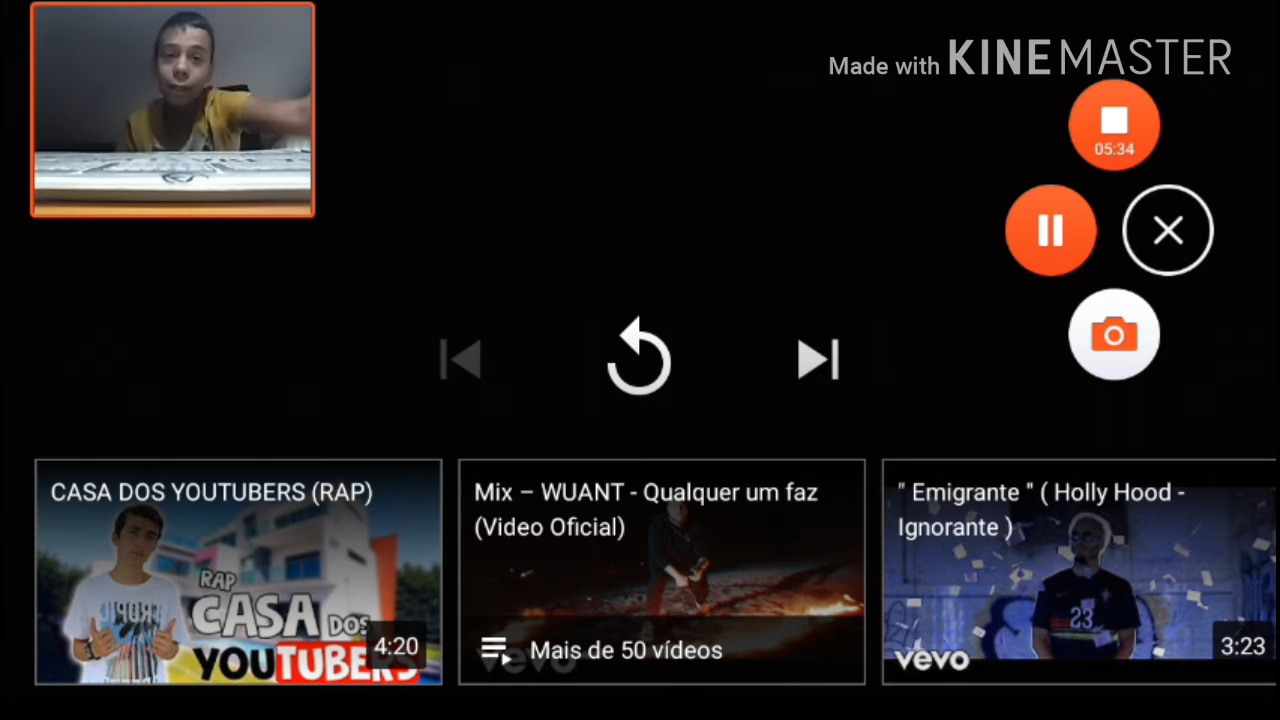 Made with KINEMASTER
05:34
CASA DOS YOUTUBERS (RAP)
RAP
CASA DOS
YOUTUBERS
4:20
Mix – WUANT - Qualquer um faz
(Video Oficial)
Mais de 50 vídeos
vevo
" Emigrante " ( Holly Hood -
Ignorante )
23
vevo
3:23